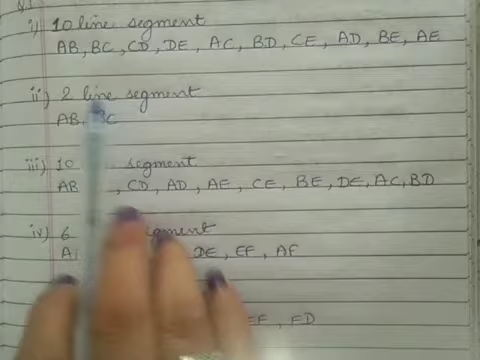 i) 10 line segment
AB, BC, CD, DE, AC, BD, CE, AD, BE, AE
ii) 2 line segment
AB, BC
iii) 10 segment
AB , CD, AD, AE, CE, BE, DE, AC, BD
iv) 6
DE, EF, AF
EF, FD